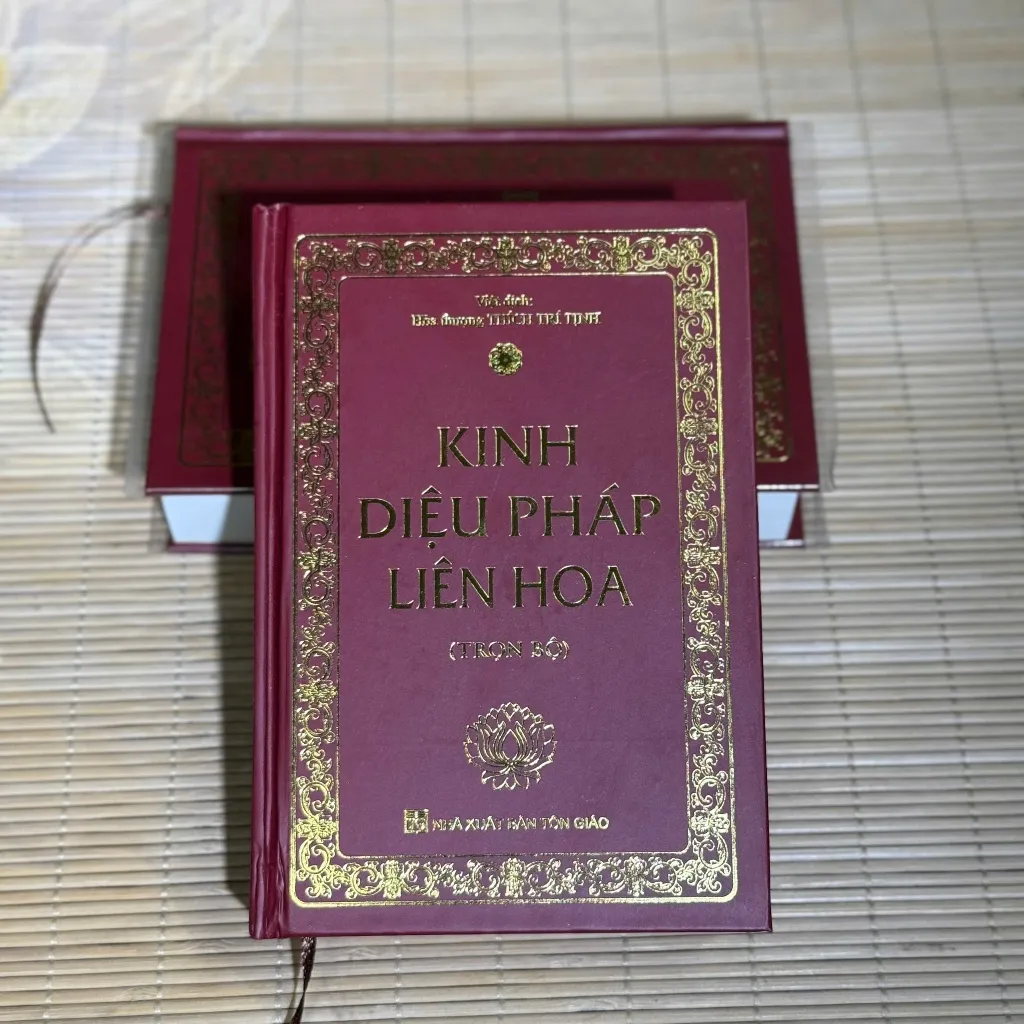 Việt dịch:
Hòa thượng THÍCH TRÍ TỊNH
KINH
DIỆU PHÁP
LIÊN HOA
(TRỌN BỘ)
NHÀ XUẤT BẢN TÔN GIÁO